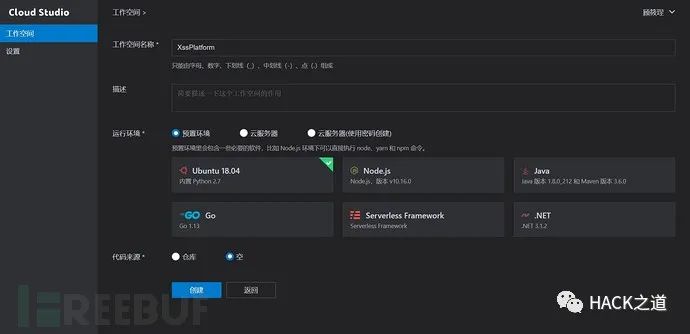 Cloud Studio
工作空间
设置
工作空间 >
顾筱理
工作空间名称 *
XssPlatform
只能由字母、数字、下划线 (_) 、中划线 (-) 、点 (.) 组成
描述
简要描述一下这个工作空间的作用
运行环境 *
预置环境
云服务器
云服务器(使用密码创建)
预置环境里会包含一些必要的软件，比如 Node.js 环境下可以直接执行 node、yarn 和 npm 命令。
Ubuntu 18.04
内置 Python 2.7
Node.js
Node.js，版本 v10.16.0
Java
Java 版本 1.8.0_212 和 Maven 版本 3.6.0
GO Go
Go 1.13
Serverless Framework
Serverless Framework
.NET
.NET 3.1.2
代码来源 *
仓库
空
创建
返回
FREEBUF
HACK之道